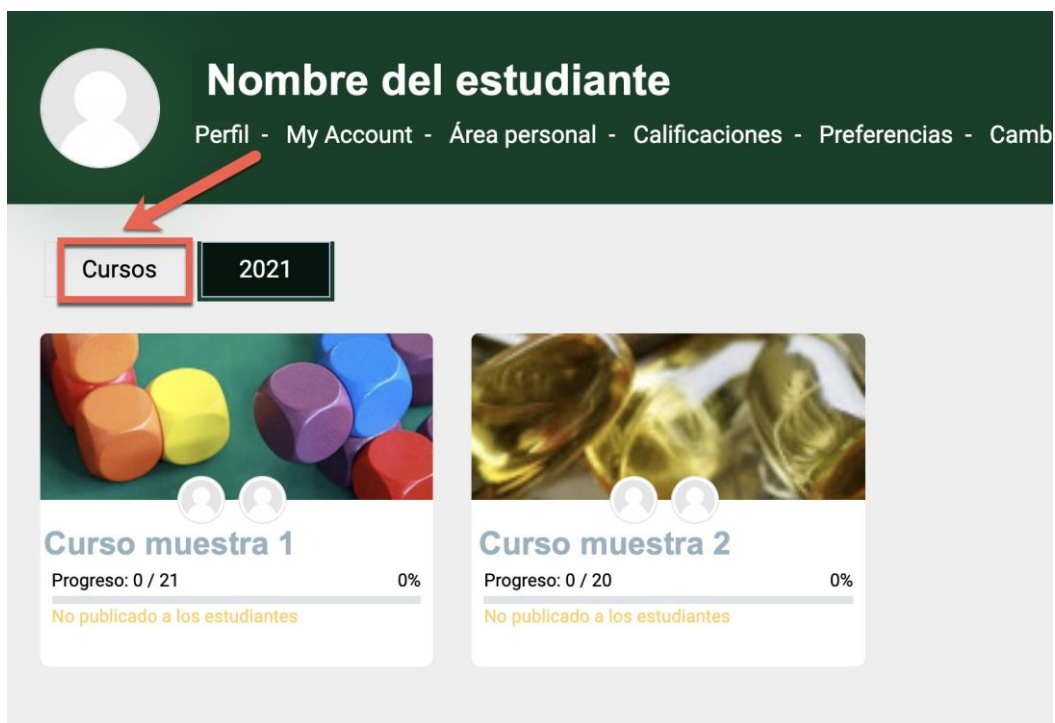 Nombre del estudiante
Perfil - My Account - Área personal - Calificaciones - Preferencias - Camb
Cursos 2021
Curso muestra 1
Progreso: 0 / 21 0%
No publicado a los estudiantes
Curso muestra 2
Progreso: 0 / 20 0%
No publicado a los estudiantes